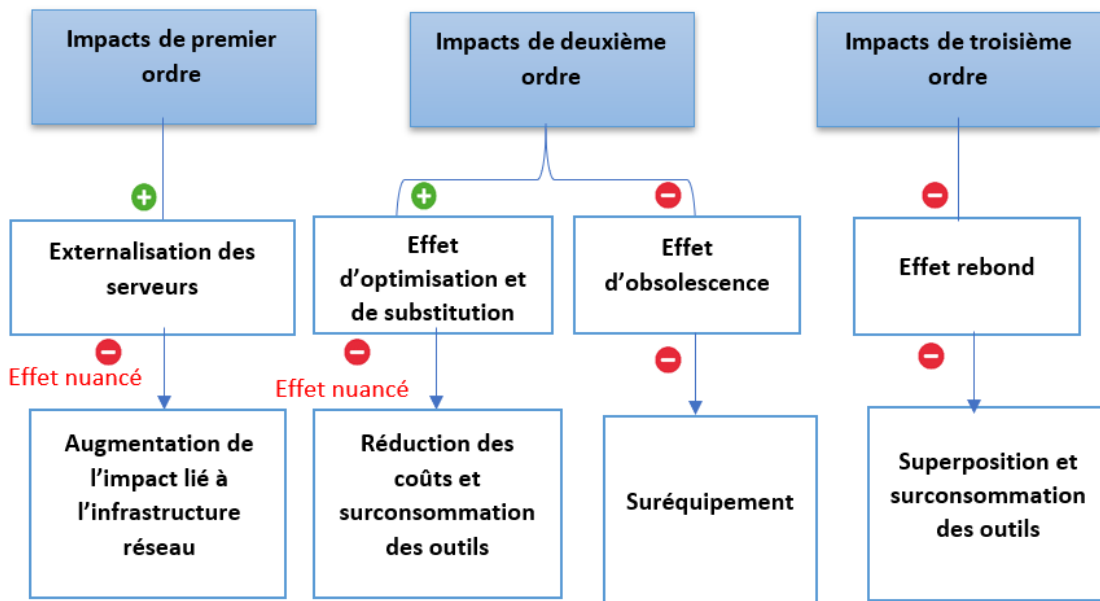 Impacts de premier
ordre
Impacts de deuxième
ordre
Impacts de troisième
ordre
Externalisation des
serveurs
Effet
d’optimisation et
de substitution
Effet
d’obsolescence
Effet rebond
Effet nuancé
Effet nuancé
Augmentation de
l’impact lié à
l’infrastructure
réseau
Réduction des
coûts et
surconsommation
des outils
Suréquipement
Superposition et
surconsommation
des outils